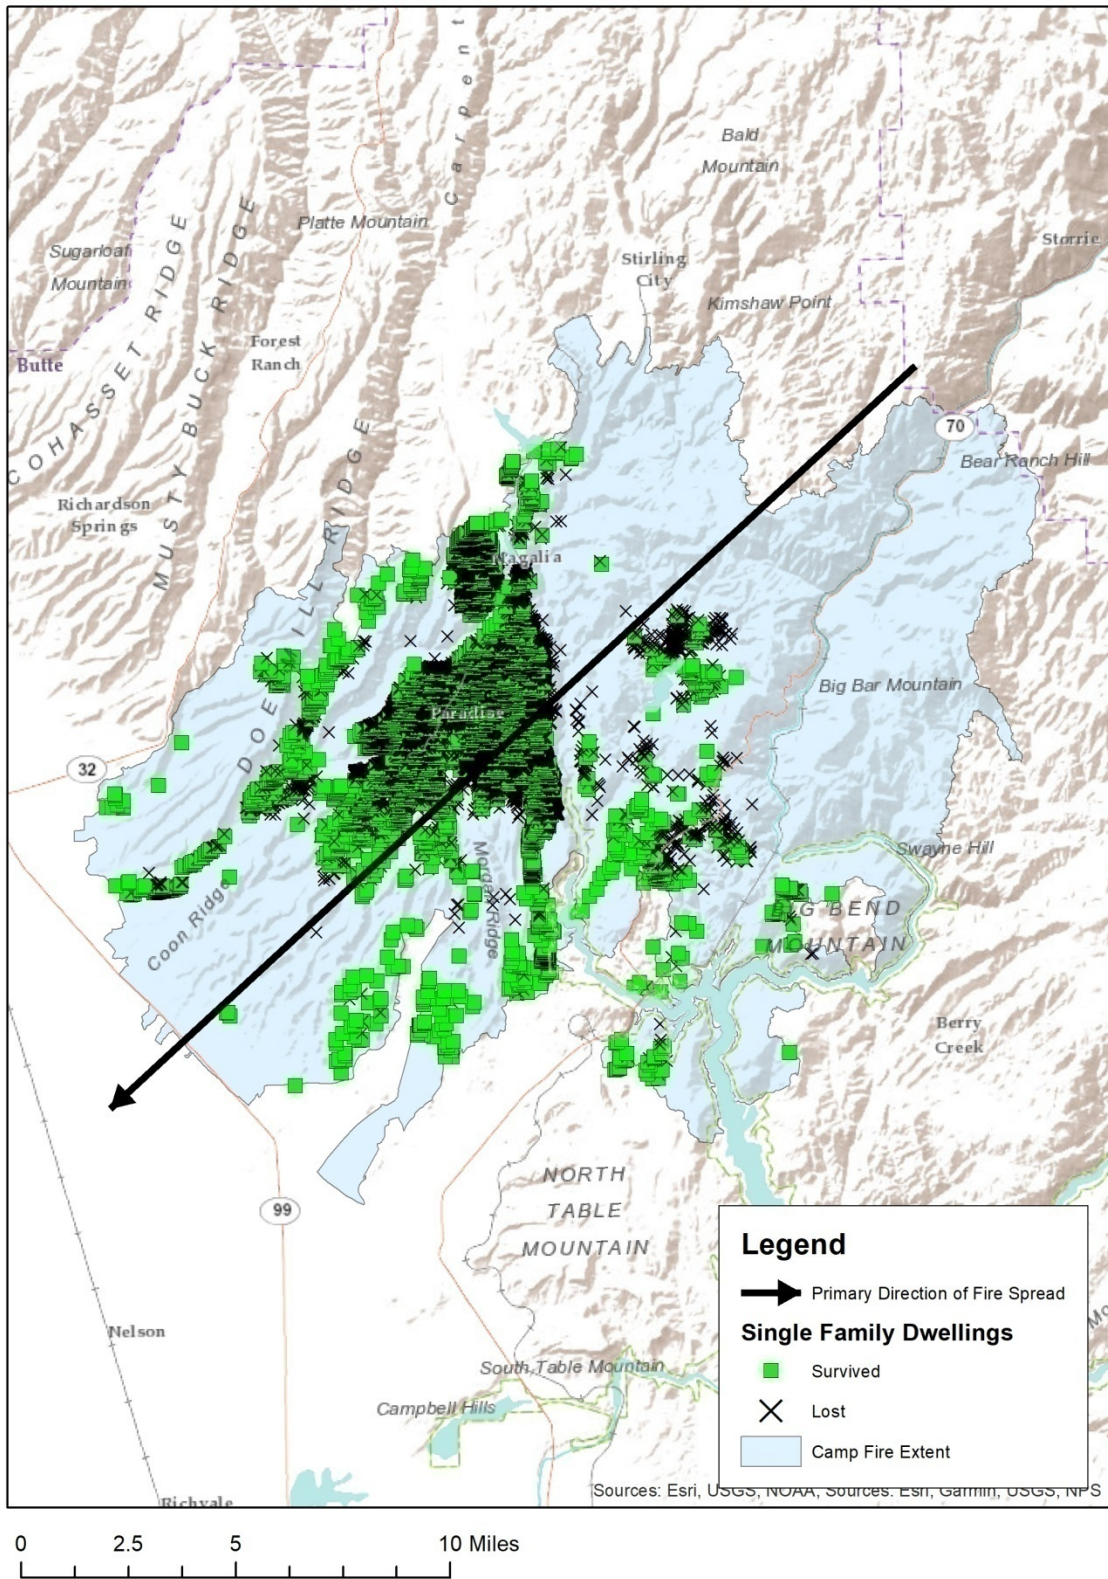 Carpent
Bald
Mountain
Platte Mountain
Storrie
Sugarloaf
Mountain
Stirling
City
Kimshaw Point
COHASSET RIDGE
MUSTY BUCK RIDGE
Forest
Ranch
Butte
70
Bear Ranch Hill
Richardson
Springs
DOE MILL RIDGE
Magalia
Big Bar Mountain
Paradise
32
Swayne Hill
Morgan Ridge
Coon Ridge
BIG BEND
MOUNTAIN
Berry
Creek
NORTH
TABLE
MOUNTAIN
99
Nelson
South Table Mountain
Campbell Hills
Richvale
Mo
Legend
Primary Direction of Fire Spread
Single Family Dwellings
Survived
Lost
Camp Fire Extent
Sources: Esri, USGS, NOAA, Sources: Esri, Garmin, USGS, NPS
0 2.5 5 10 Miles